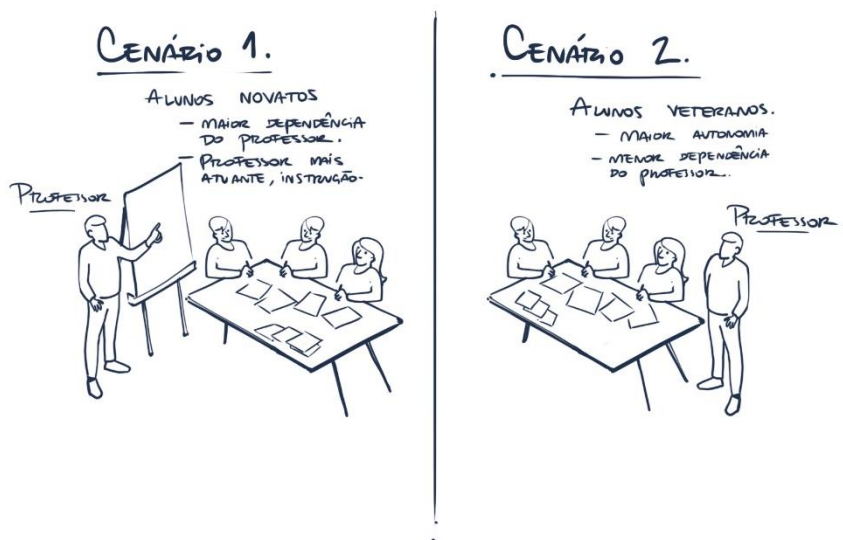 CENÁRIO 1.
ALUNOS NOVATOS
- MAIOR DEPENDÊNCIA
DO PROFESSOR.
- PROFESSOR MAIS
ATUANTE, INSTRUÇÃO.
PROFESSOR
CENÁRIO 2.
ALUNOS VETERANOS.
- MAIOR AUTONOMIA
- MENOR DEPENDÊNCIA
DO PROFESSOR.
PROFESSOR